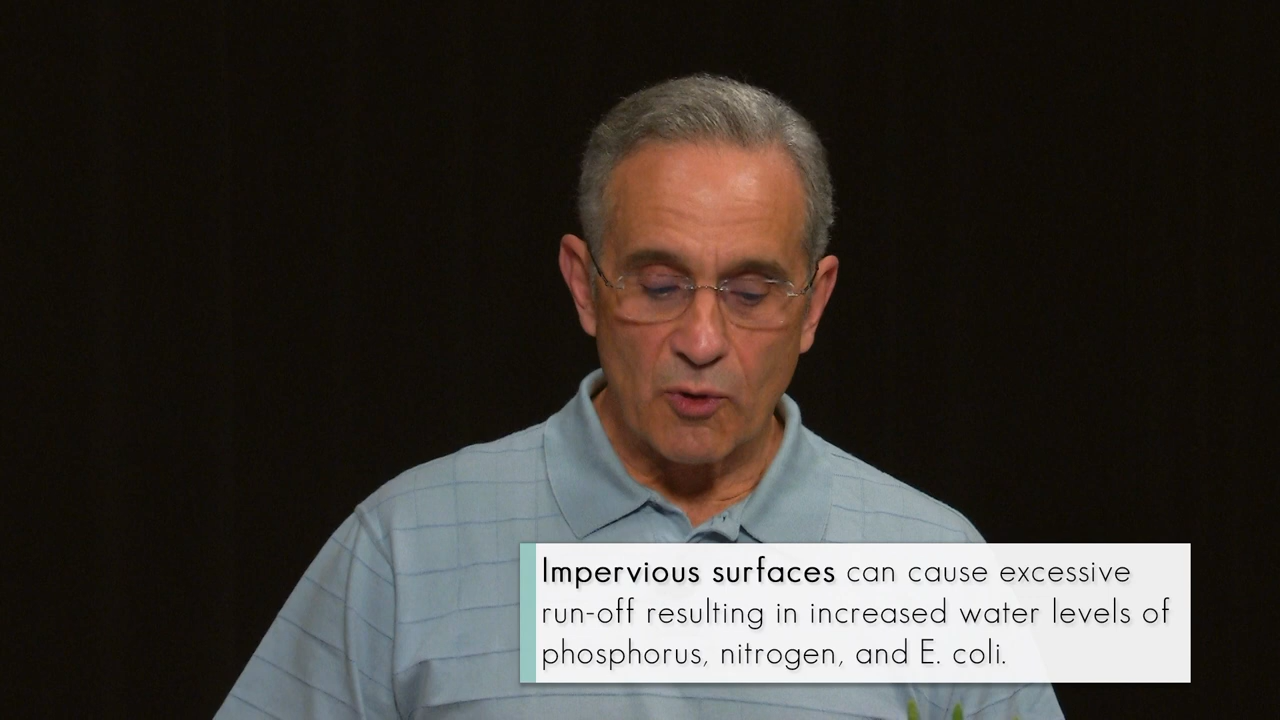 Impervious surfaces can cause excessive
run-off resulting in increased water levels of
phosphorus, nitrogen, and E. coli.